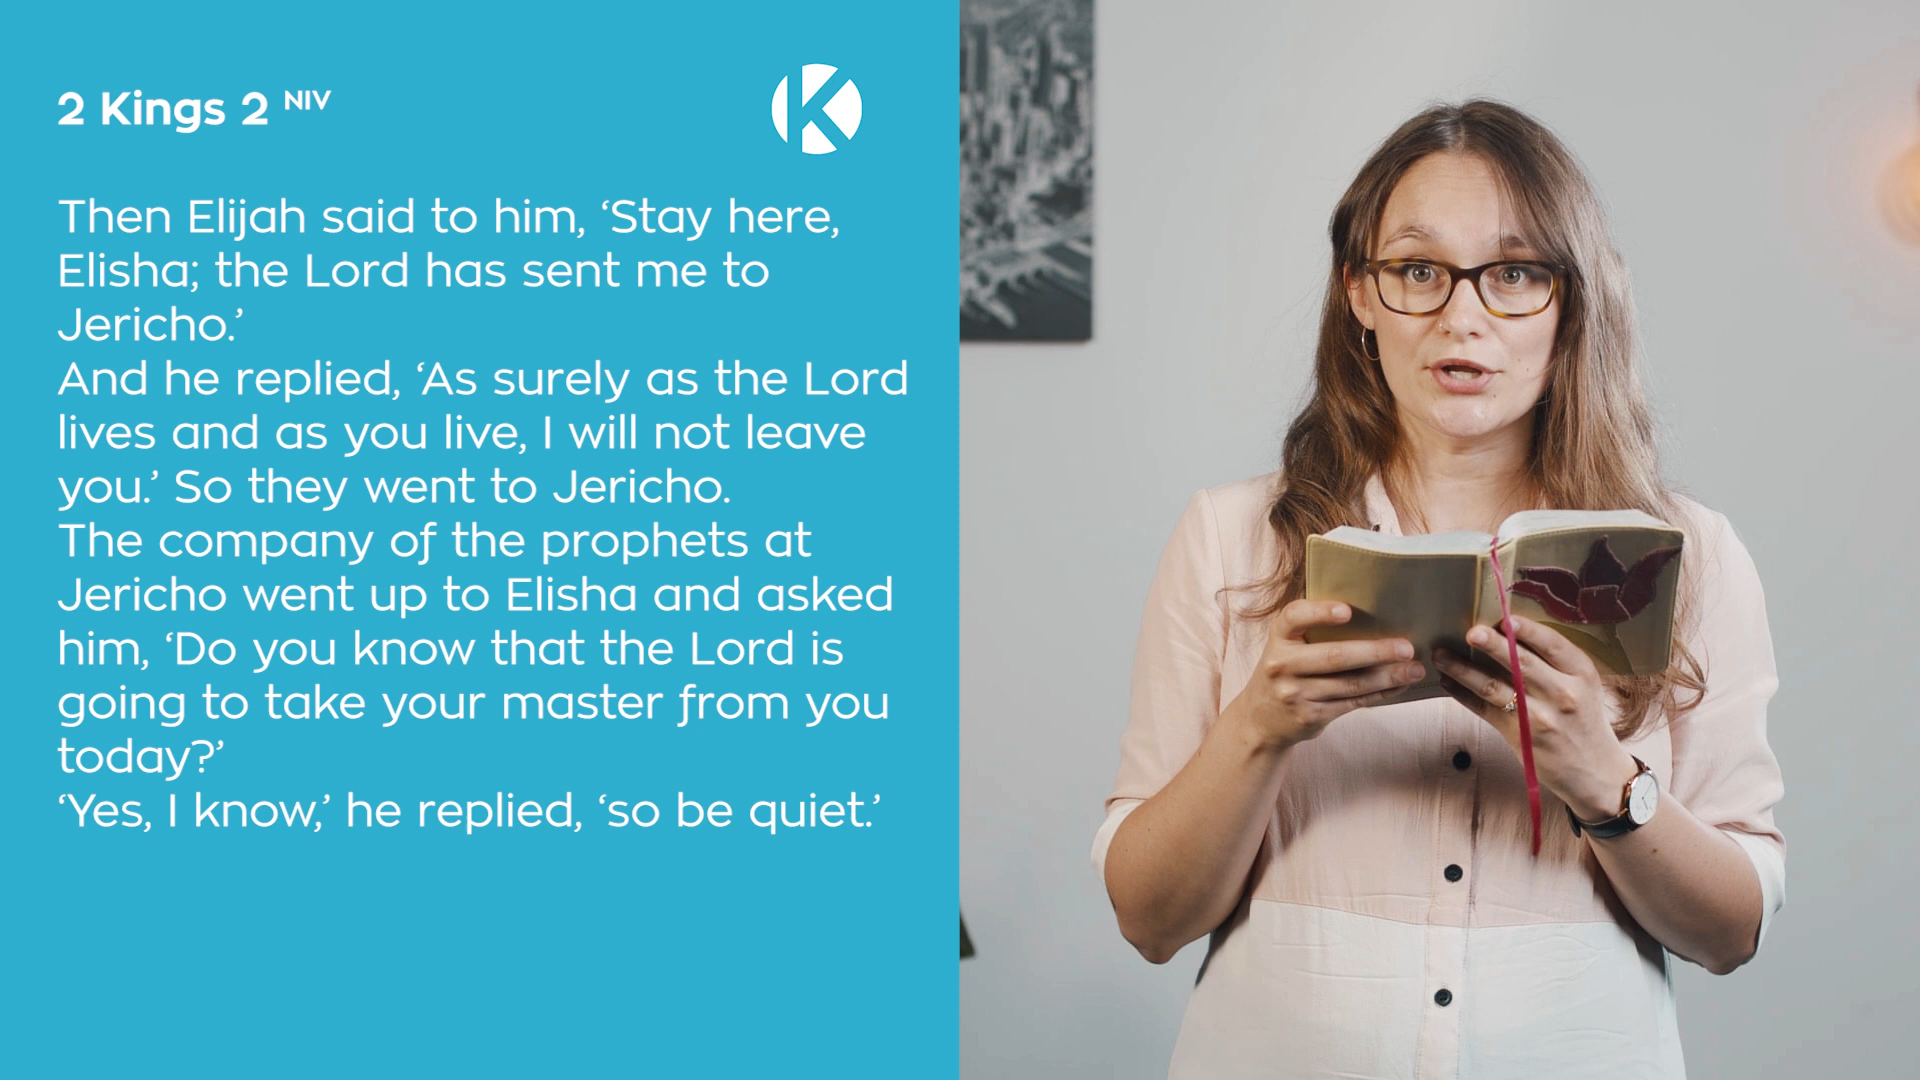 2 Kings 2 NIV
Then Elijah said to him, ‘Stay here,
Elisha; the Lord has sent me to
Jericho.’
And he replied, ‘As surely as the Lord
lives and as you live, I will not leave
you.’ So they went to Jericho.
The company of the prophets at
Jericho went up to Elisha and asked
him, ‘Do you know that the Lord is
going to take your master from you
today?’
‘Yes, I know,’ he replied, ‘so be quiet.’